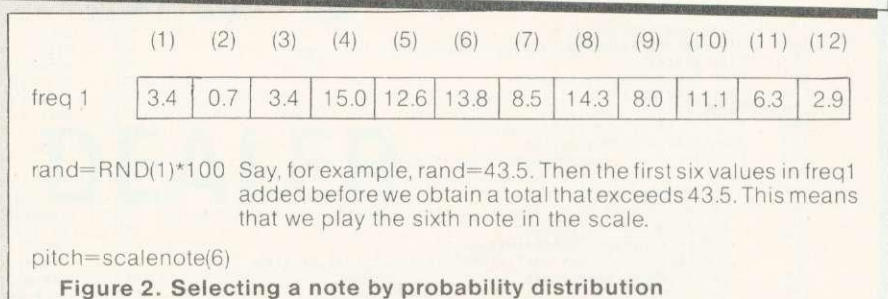 (1) (2) (3) (4) (5) (6) (7) (8) (9) (10) (11) (12)
freq 1 3.4 0.7 3.4 15.0 12.6 13.8 8.5 14.3 8.0 11.1 6.3 2.9
rand=RND(1)*100 Say, for example, rand=43.5. Then the first six values in freq1
added before we obtain a total that exceeds 43.5. This means
that we play the sixth note in the scale.
pitch=scalenote(6)
Figure 2. Selecting a note by probability distribution